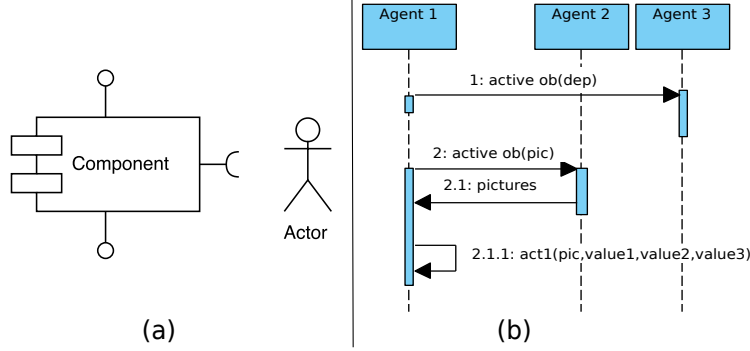 Component
Actor
(a)
Agent 1
Agent 2
Agent 3
1: active ob(dep)
2: active ob(pic)
2.1: pictures
2.1.1: act1(pic,value1,value2,value3)
(b)